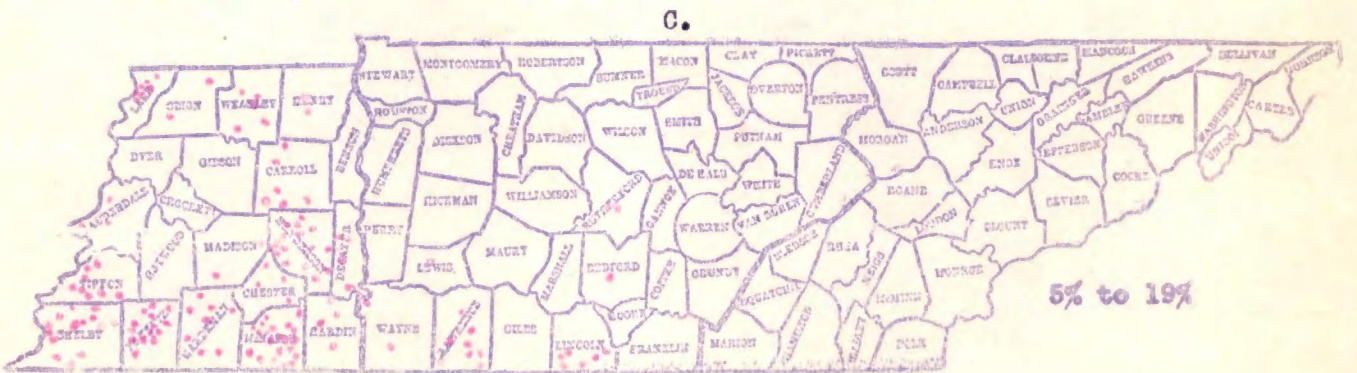 C.
STEWART MONTGOMERY ROBERTSON SUMNER MACON CLAY PICKETT SCOTT CLAIBORNE HANCOCK SULLIVAN JOHNSON
LAKE OBION WEAKLEY HENRY HOUSTON TROUSDALE JACKSON OVERTON FENTRESS CAMPBELL UNION GRAINGER HAWKINS GREENE WASHINGTON CARTER
DYER GIBSON CARROLL BENTON HUMPHREYS DICKSON CHEATHAM DAVIDSON WILSON SMITH PUTNAM MORGAN ANDERSON KNOX JEFFERSON HAMBLEN UNICOI
LAUDERDALE CROCKETT HICKMAN WILLIAMSON RUTHERFORD CANNON DE KALB WHITE CUMBERLAND ROANE LOUDON BLOUNT SEVIER COCKE
HAYWOOD MADISON HENDERSON DECATUR PERRY LEWIS MAURY MARSHALL BEDFORD COFFEE WARREN VAN BUREN GRUNDY BLEDSOE RHEA MEIGS MONROE
TIPTON CHESTER MOORE SEQUATCHIE McMINN
5% to 19%
SHELBY FAYETTE HARDEMAN McNAIRY HARDIN WAYNE LAWRENCE GILES LINCOLN FRANKLIN MARION HAMILTON BRADLEY POLK